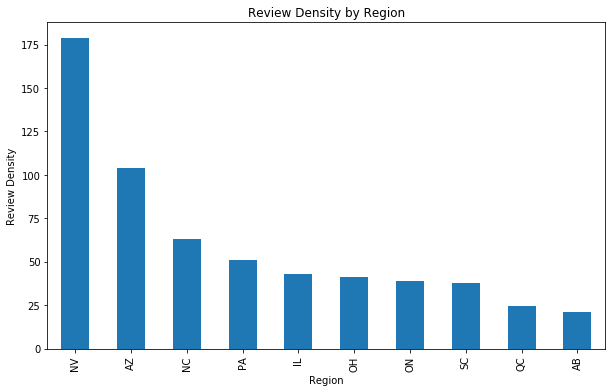 Review Density by Region
Review Density
175
150
125
100
75
50
25
0
NV AZ NC PA IL OH ON SC QC AB
Region